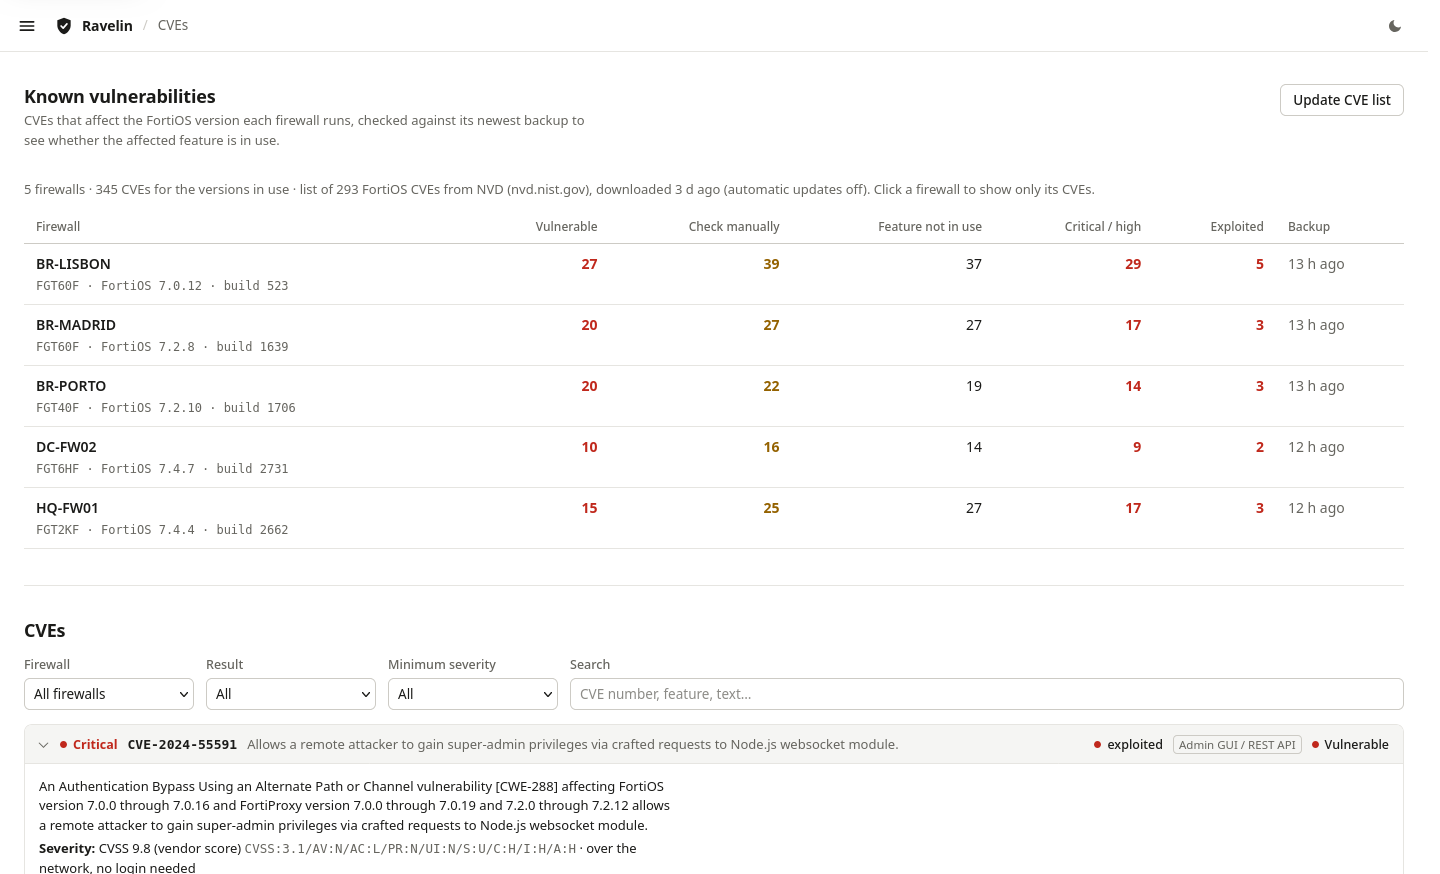 Ravelin / CVEs
Known vulnerabilities
Update CVE list
CVEs that affect the FortiOS version each firewall runs, checked against its newest backup to
see whether the affected feature is in use.
5 firewalls · 345 CVEs for the versions in use · list of 293 FortiOS CVEs from NVD (nvd.nist.gov), downloaded 3 d ago (automatic updates off). Click a firewall to show only its CVEs.
Firewall Vulnerable Check manually Feature not in use Critical / high Exploited Backup
BR-LISBON 27 39 37 29 5 13 h ago
FGT60F · FortiOS 7.0.12 · build 523
BR-MADRID 20 27 27 17 3 13 h ago
FGT60F · FortiOS 7.2.8 · build 1639
BR-PORTO 20 22 19 14 3 13 h ago
FGT40F · FortiOS 7.2.10 · build 1706
DC-FW02 10 16 14 9 2 12 h ago
FGT6HF · FortiOS 7.4.7 · build 2731
HQ-FW01 15 25 27 17 3 12 h ago
FGT2KF · FortiOS 7.4.4 · build 2662
CVEs
Firewall Result Minimum severity Search
All firewalls All All CVE number, feature, text...
Critical CVE-2024-55591 Allows a remote attacker to gain super-admin privileges via crafted requests to Node.js websocket module. exploited Admin GUI / REST API Vulnerable
An Authentication Bypass Using an Alternate Path or Channel vulnerability [CWE-288] affecting FortiOS
version 7.0.0 through 7.0.16 and FortiProxy version 7.0.0 through 7.0.19 and 7.2.0 through 7.2.12 allows
a remote attacker to gain super-admin privileges via crafted requests to Node.js websocket module.
Severity: CVSS 9.8 (vendor score) CVSS:3.1/AV:N/AC:L/PR:N/UI:N/S:U/C:H/I:H/A:H · over the
network, no login needed